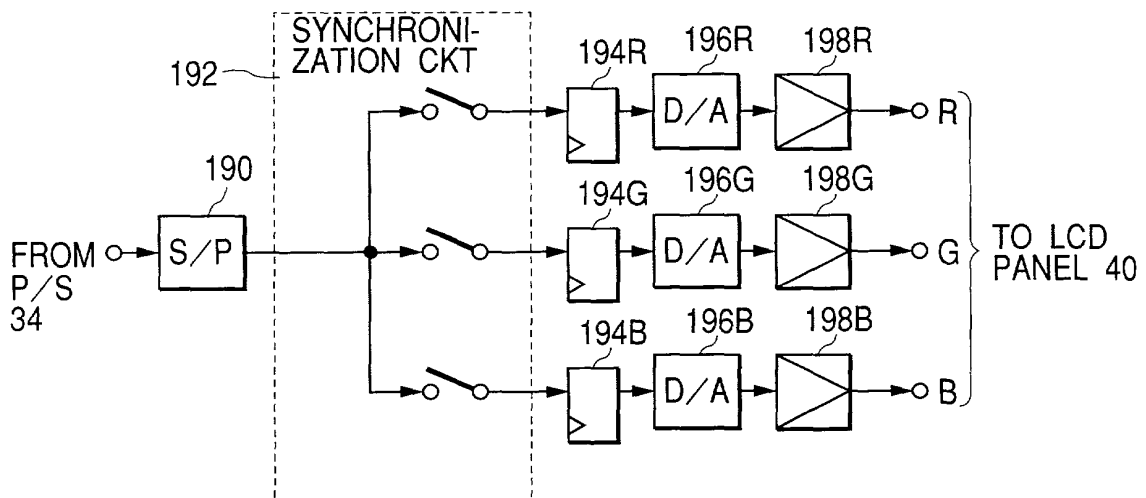 SYNCHRONI-
ZATION CKT
192
194R
196R
198R
D/A
R
190
194G
196G
198G
FROM
P/S
34
S/P
D/A
G
TO LCD
PANEL 40
194B
196B
198B
D/A
B